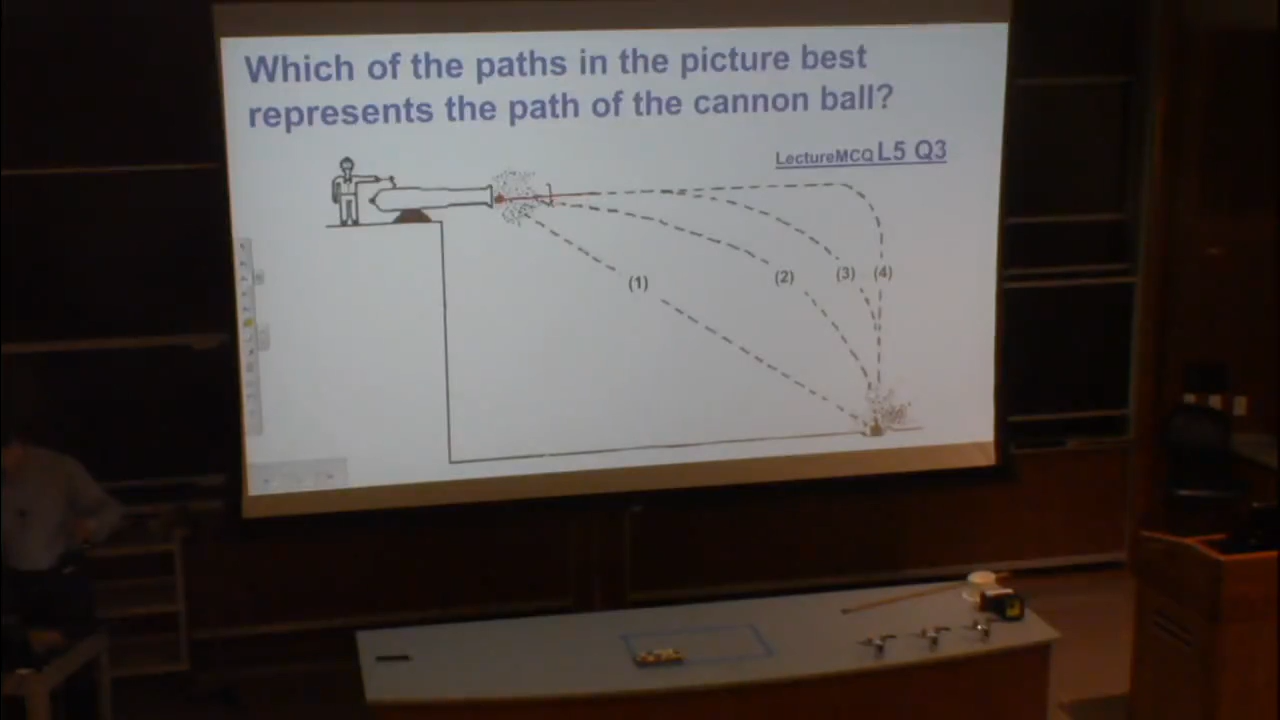 Which of the paths in the picture best
represents the path of the cannon ball?
LectureMCQ L5 Q3
(1)
(2)
(3)
(4)